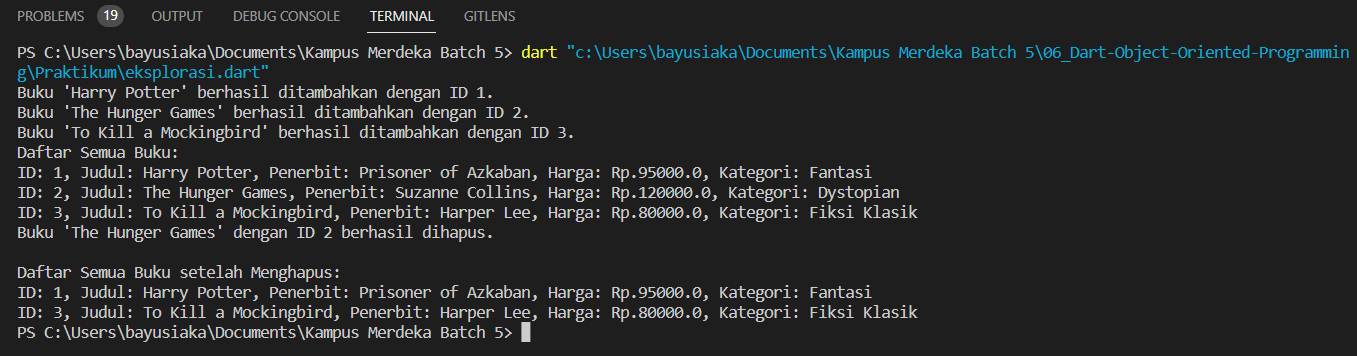 PROBLEMS 19 OUTPUT DEBUG CONSOLE TERMINAL GITLENS
PS C:\Users\bayusiaka\Documents\Kampus Merdeka Batch 5> dart "c:\Users\bayusiaka\Documents\Kampus Merdeka Batch 5\06_Dart-Object-Oriented-Programmin
g\Praktikum\eksplorasi.dart"
Buku 'Harry Potter' berhasil ditambahkan dengan ID 1.
Buku 'The Hunger Games' berhasil ditambahkan dengan ID 2.
Buku 'To Kill a Mockingbird' berhasil ditambahkan dengan ID 3.
Daftar Semua Buku:
ID: 1, Judul: Harry Potter, Penerbit: Prisoner of Azkaban, Harga: Rp.95000.0, Kategori: Fantasi
ID: 2, Judul: The Hunger Games, Penerbit: Suzanne Collins, Harga: Rp.120000.0, Kategori: Dystopian
ID: 3, Judul: To Kill a Mockingbird, Penerbit: Harper Lee, Harga: Rp.80000.0, Kategori: Fiksi Klasik
Buku 'The Hunger Games' dengan ID 2 berhasil dihapus.
Daftar Semua Buku setelah Menghapus:
ID: 1, Judul: Harry Potter, Penerbit: Prisoner of Azkaban, Harga: Rp.95000.0, Kategori: Fantasi
ID: 3, Judul: To Kill a Mockingbird, Penerbit: Harper Lee, Harga: Rp.80000.0, Kategori: Fiksi Klasik
PS C:\Users\bayusiaka\Documents\Kampus Merdeka Batch 5>